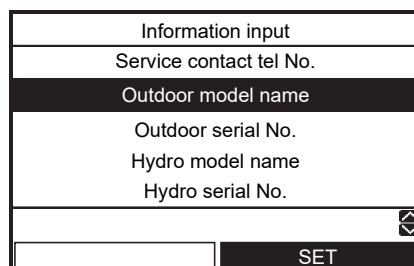 Information input
Service contact tel No.
Outdoor model name
Outdoor serial No.
Hydro model name
Hydro serial No.
SET